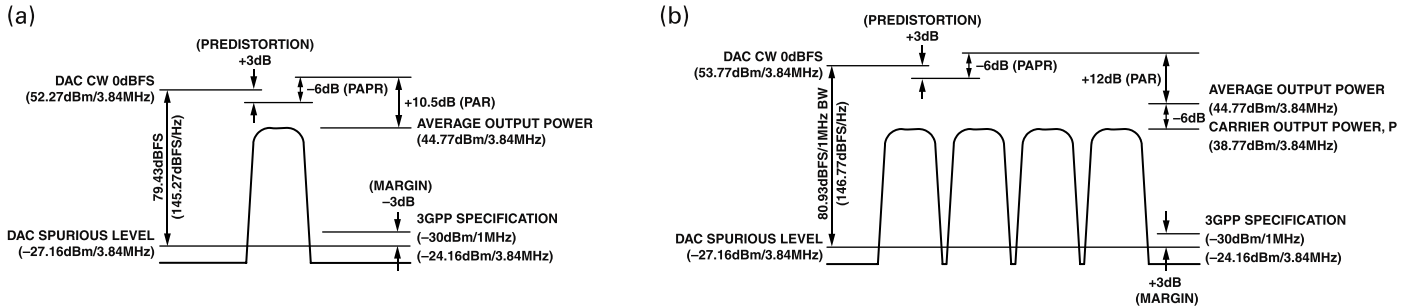 (a)
(PREDISTORTION)
+3dB
DAC CW 0dBFS
(52.27dBm/3.84MHz)
–6dB (PAPR)
+10.5dB (PAR)
AVERAGE OUTPUT POWER
(44.77dBm/3.84MHz)
79.43dBFS
(145.27dBFS/Hz)
(MARGIN)
–3dB
3GPP SPECIFICATION
(–30dBm/1MHz)
(–24.16dBm/3.84MHz)
DAC SPURIOUS LEVEL
(–27.16dBm/3.84MHz)
(b)
(PREDISTORTION)
+3dB
DAC CW 0dBFS
(53.77dBm/3.84MHz)
–6dB (PAPR)
+12dB (PAR)
AVERAGE OUTPUT POWER
(44.77dBm/3.84MHz)
–6dB
CARRIER OUTPUT POWER, P
(38.77dBm/3.84MHz)
80.93dBFS/1MHz BW
(146.77dBFS/Hz)
3GPP SPECIFICATION
(–30dBm/1MHz)
(–24.16dBm/3.84MHz)
DAC SPURIOUS LEVEL
(–27.16dBm/3.84MHz)
+3dB
(MARGIN)